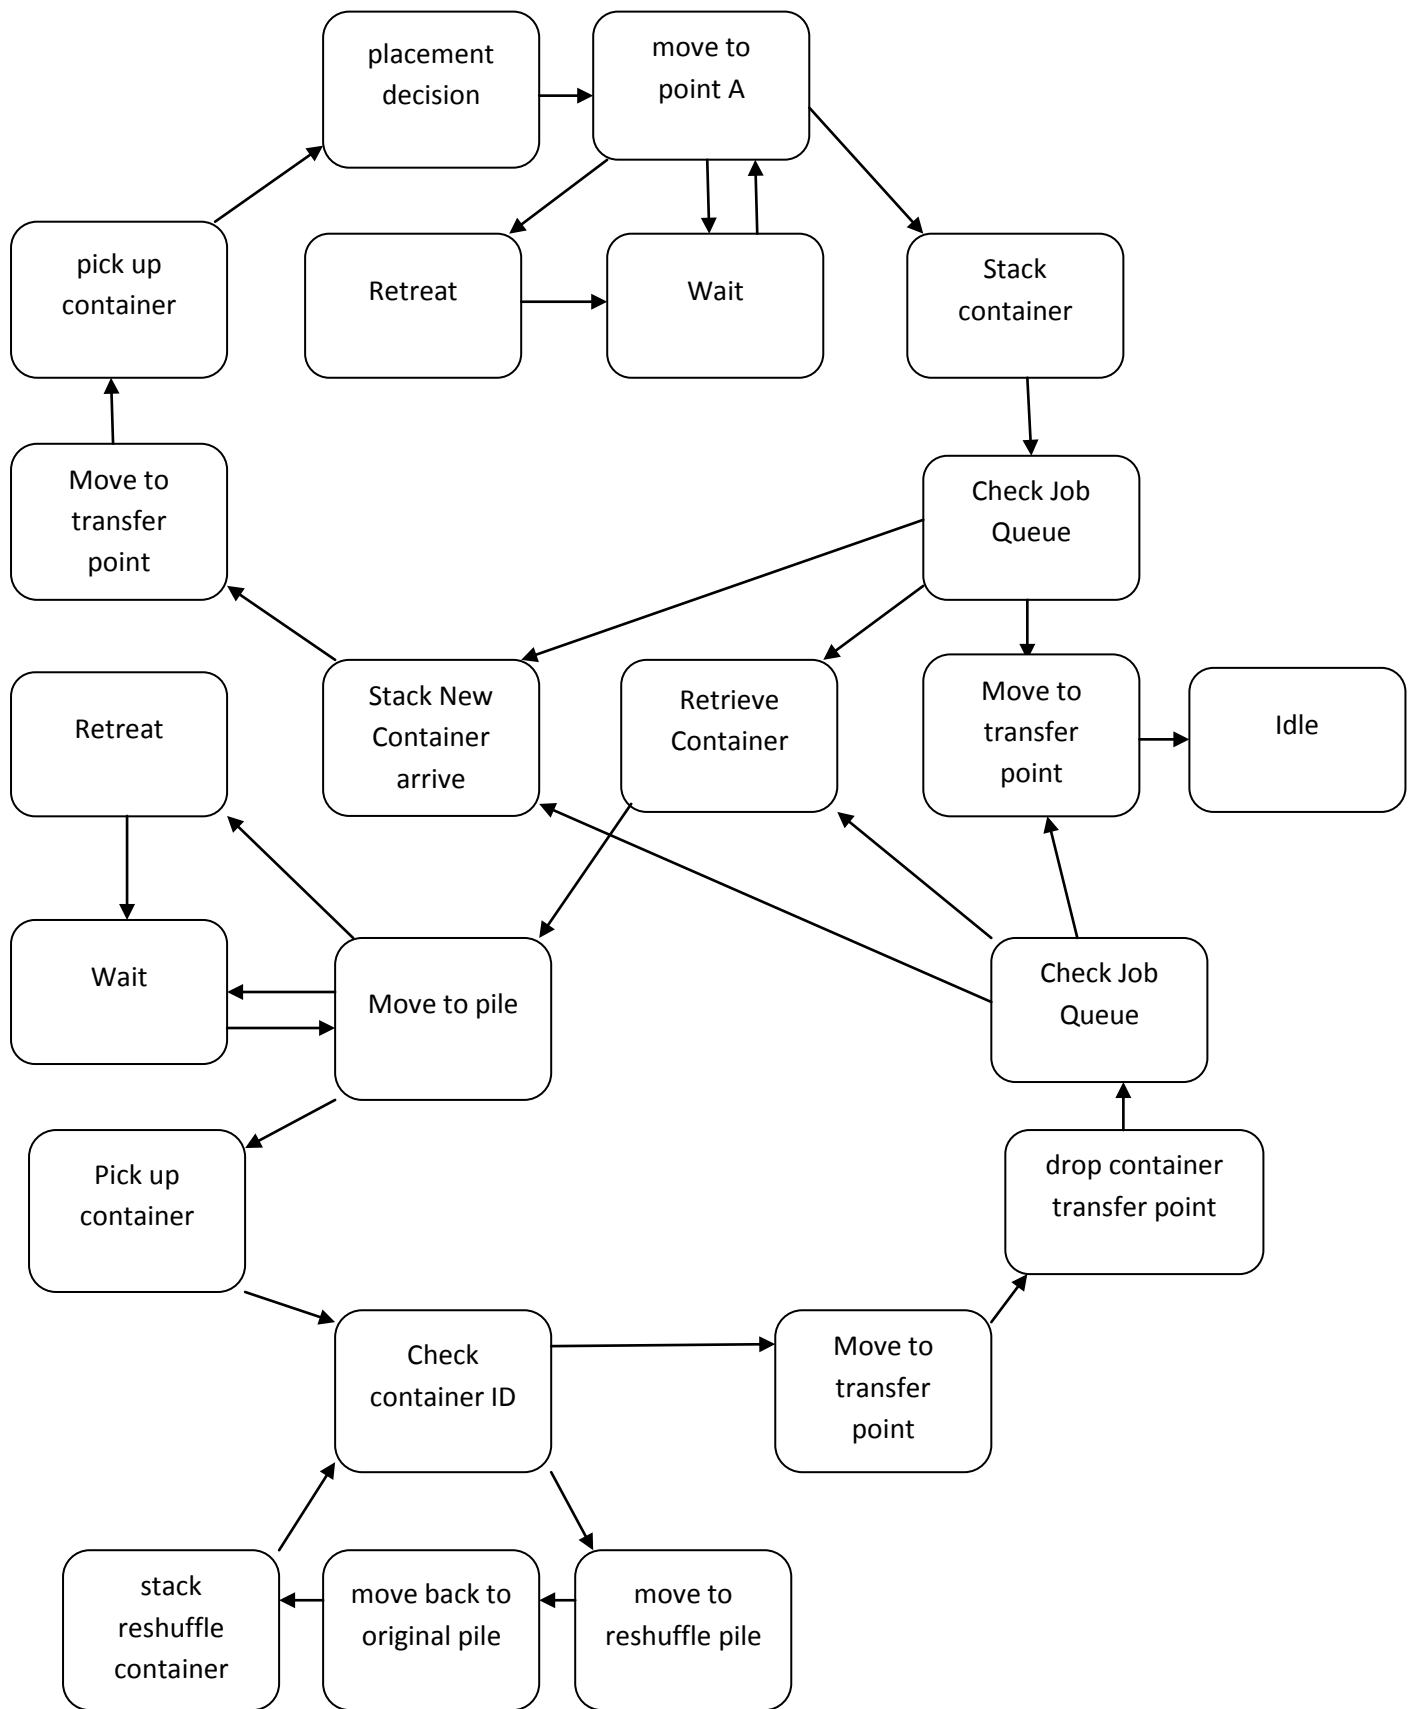 placement
decision
move to
point A
pick up
container
Retreat
Wait
Stack
container
Move to
transfer
point
Check Job
Queue
Retreat
Stack New
Container
arrive
Retrieve
Container
Move to
transfer
point
Idle
Wait
Move to pile
Check Job
Queue
Pick up
container
drop container
transfer point
Check
container ID
Move to
transfer
point
stack
reshuffle
container
move back to
original pile
move to
reshuffle pile